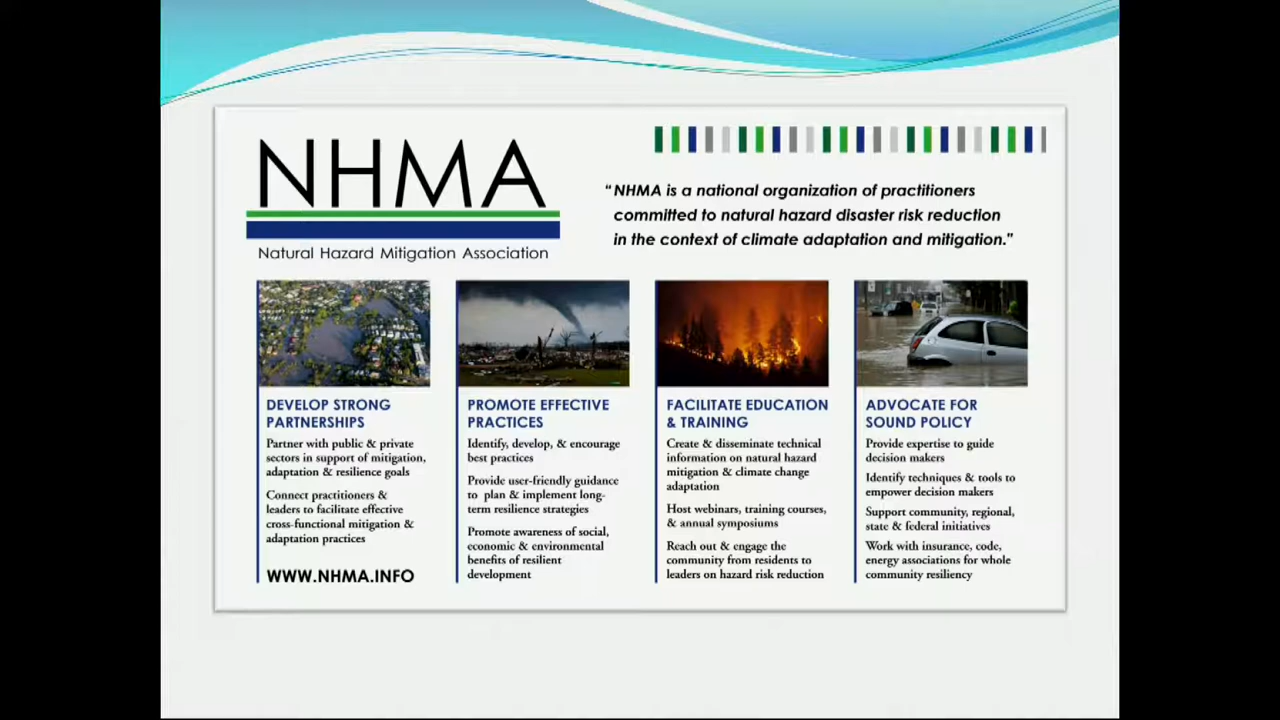 NHMA
Natural Hazard Mitigation Association
"NHMA is a national organization of practitioners
committed to natural hazard disaster risk reduction
in the context of climate adaptation and mitigation."
DEVELOP STRONG
PARTNERSHIPS
Partner with public & private
sectors in support of mitigation,
adaptation & resilience goals
Connect practitioners &
leaders to facilitate effective
cross-functional mitigation &
adaptation practices
WWW.NHMA.INFO
PROMOTE EFFECTIVE
PRACTICES
Identify, develop, & encourage
best practices
Provide user-friendly guidance
to plan & implement long-
term resilience strategies
Promote awareness of social,
economic & environmental
benefits of resilient
development
FACILITATE EDUCATION
& TRAINING
Create & disseminate technical
information on natural hazard
mitigation & climate change
adaptation
Host webinars, training courses,
& annual symposiums
Reach out & engage the
community from residents to
leaders on hazard risk reduction
ADVOCATE FOR
SOUND POLICY
Provide expertise to guide
decision makers
Identify techniques & tools to
empower decision makers
Support community, regional,
state & federal initiatives
Work with insurance, code,
energy associations for whole
community resiliency